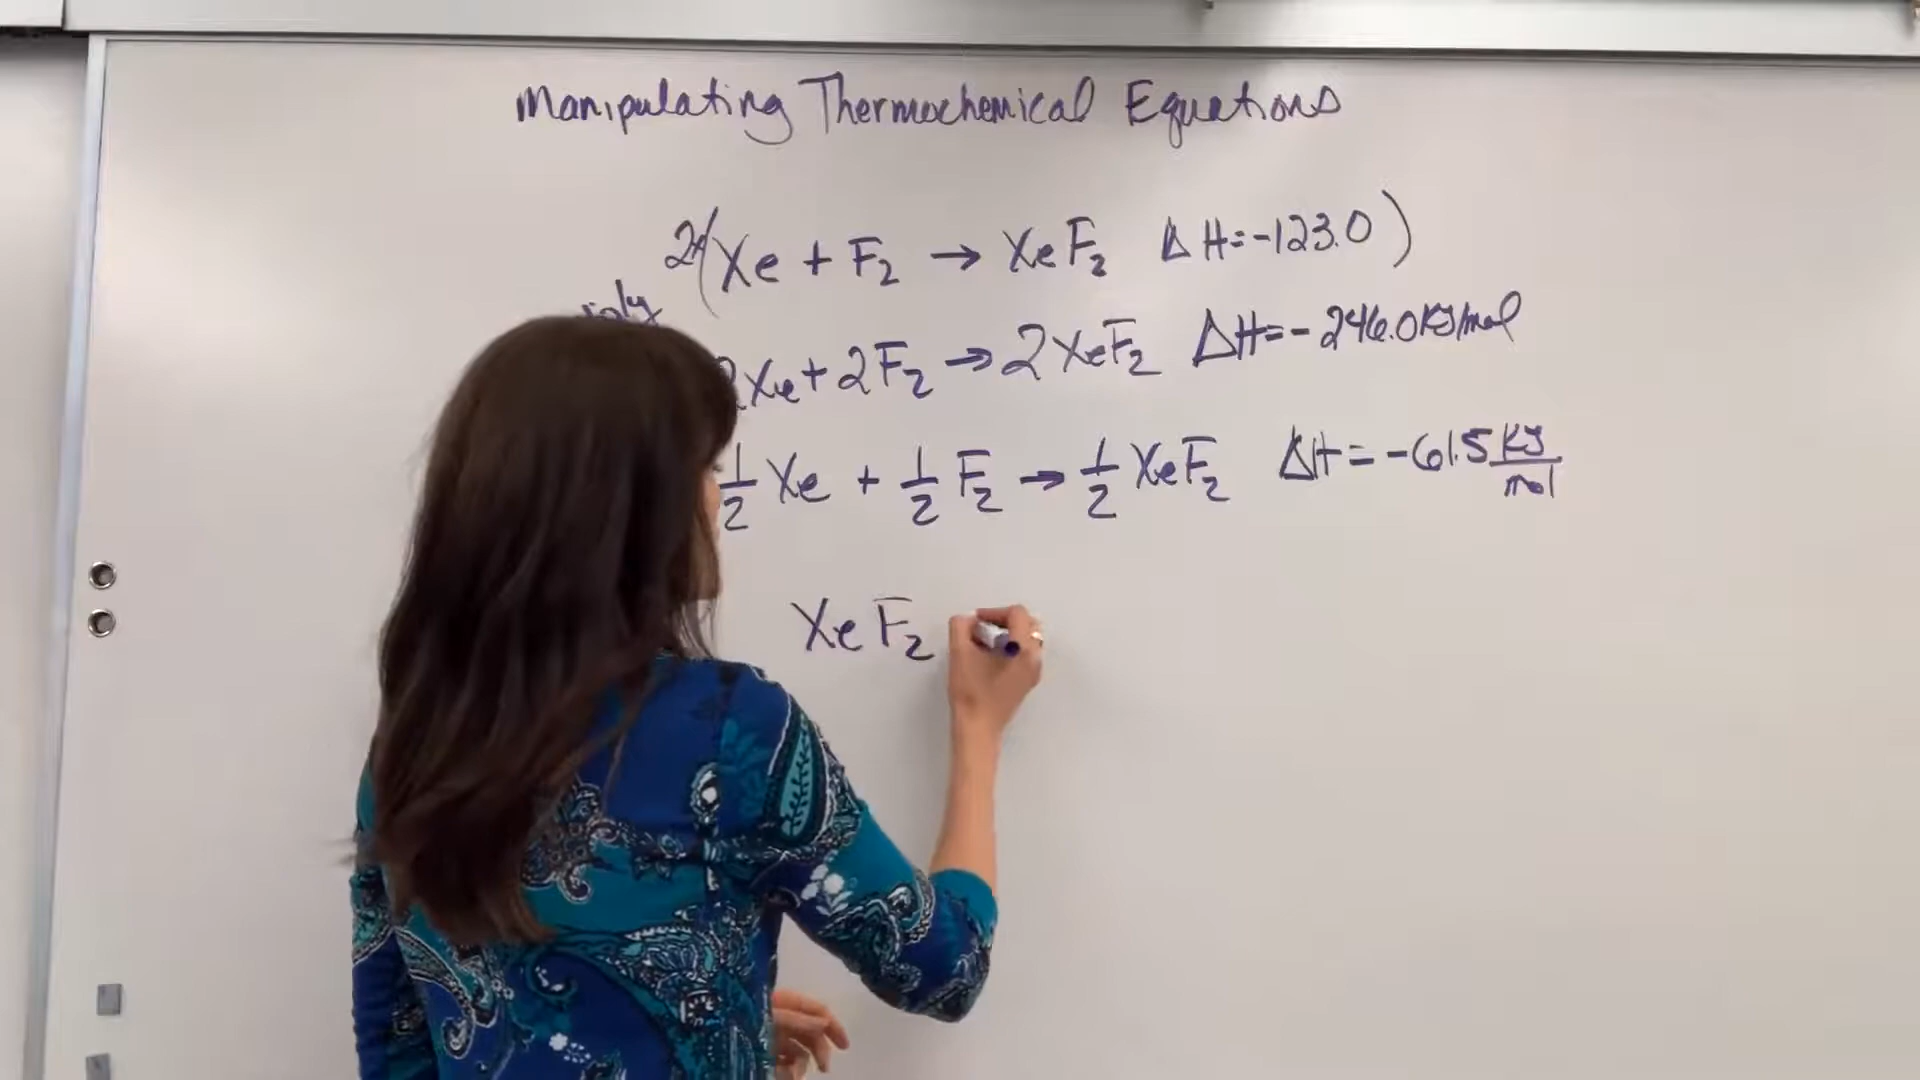 Manipulating Thermochemical Equations
2(Xe + F₂ → XeF₂ ΔH=-123.0)
2Xe + 2F₂ → 2XeF₂ ΔH=-246.0KJ/mol
1/2 Xe + 1/2 F₂ → 1/2 XeF₂ ΔH=-61.5 KJ/mol
XeF₂